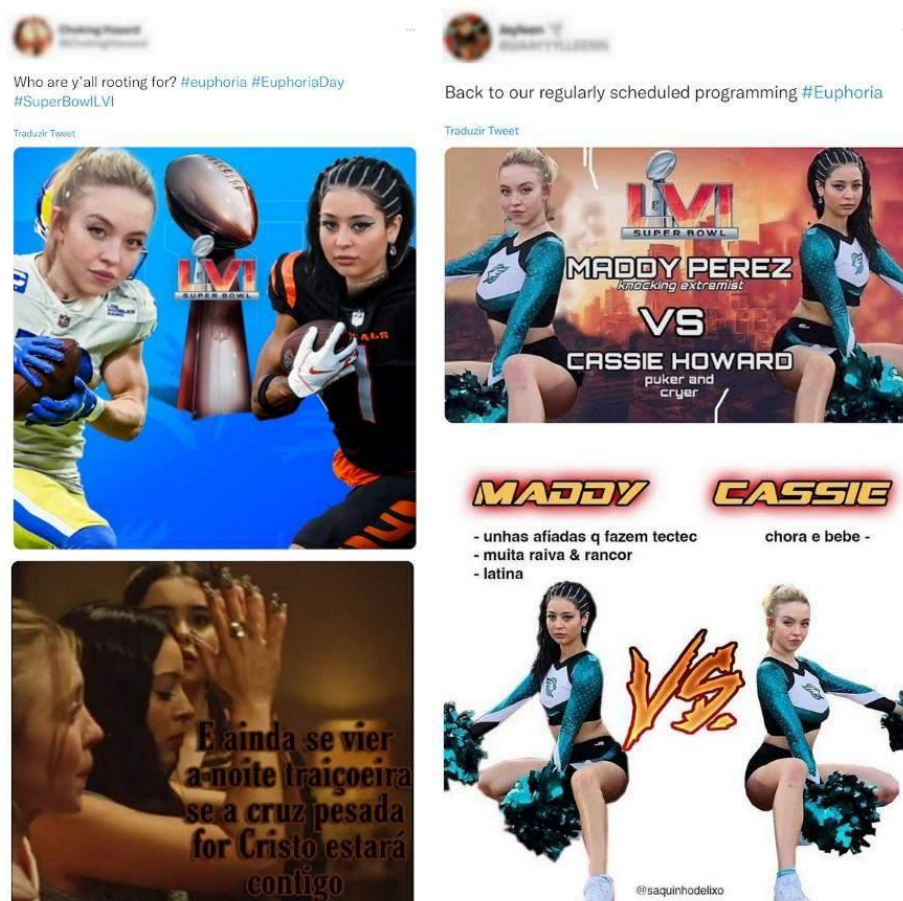 Who are y'all rooting for? #euphoria #EuphoriaDay
#SuperBowlLVI
Traduzir Tweet
LVI
SUPER BOWL
E ainda se vier
a noite traiçoeira
se a cruz pesada
for Cristo estará
contigo
Back to our regularly scheduled programming #Euphoria
Traduzir Tweet
LVI
SUPER BOWL
MADDY PEREZ
knocking extremist
VS
CASSIE HOWARD
puker and
cryer
MADDY
- unhas afiadas q fazem tectec
- muita raiva & rancor
- latina
CASSIE
chora e bebe -
VS.
@saquinhodelixo